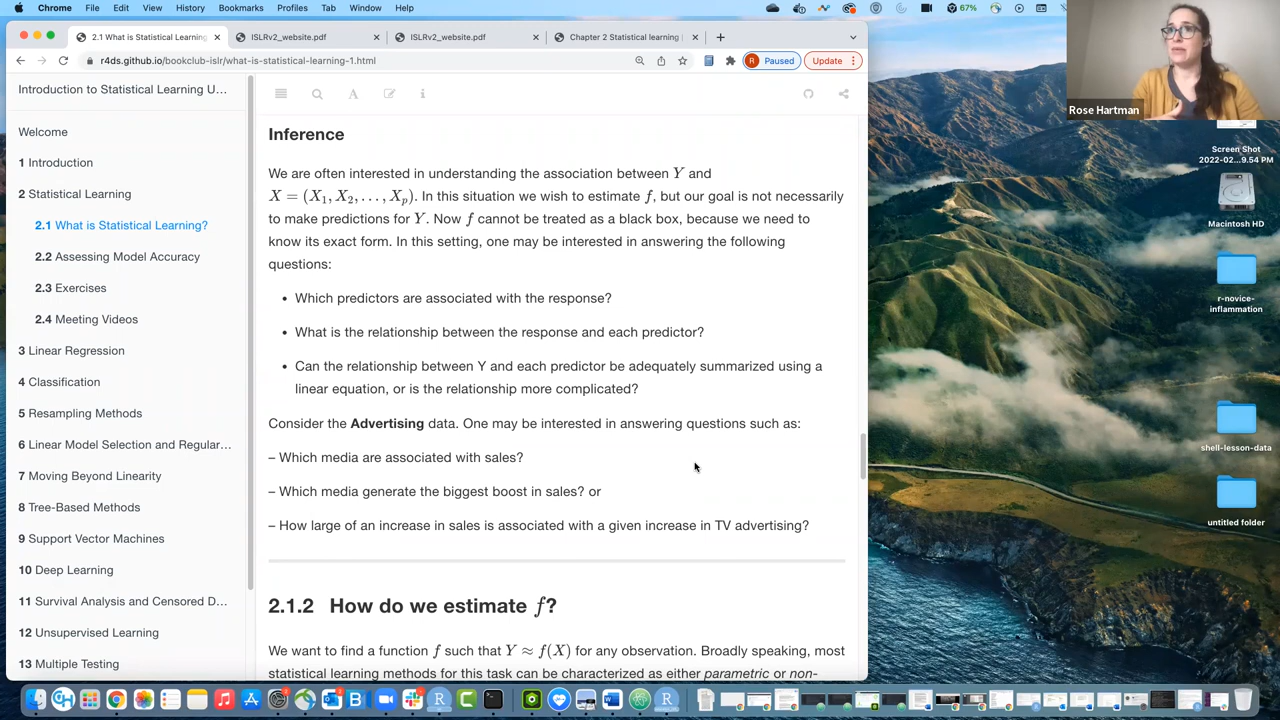 Chrome File Edit View History Bookmarks Profiles Tab Window Help
67%
2.1 What is Statistical Learning
ISLRv2_website.pdf
ISLRv2_website.pdf
Chapter 2 Statistical learning
r4ds.github.io/bookclub-islr/what-is-statistical-learning-1.html
R Paused
Update
Introduction to Statistical Learning U...
Welcome
1 Introduction
2 Statistical Learning
2.1 What is Statistical Learning?
2.2 Assessing Model Accuracy
2.3 Exercises
2.4 Meeting Videos
3 Linear Regression
4 Classification
5 Resampling Methods
6 Linear Model Selection and Regular...
7 Moving Beyond Linearity
8 Tree-Based Methods
9 Support Vector Machines
10 Deep Learning
11 Survival Analysis and Censored D...
12 Unsupervised Learning
13 Multiple Testing
Inference
We are often interested in understanding the association between Y and
X = (X₁, X₂, . . . , Xₚ). In this situation we wish to estimate f, but our goal is not necessarily
to make predictions for Y. Now f cannot be treated as a black box, because we need to
know its exact form. In this setting, one may be interested in answering the following
questions:
• Which predictors are associated with the response?
• What is the relationship between the response and each predictor?
• Can the relationship between Y and each predictor be adequately summarized using a
linear equation, or is the relationship more complicated?
Consider the Advertising data. One may be interested in answering questions such as:
– Which media are associated with sales?
– Which media generate the biggest boost in sales? or
– How large of an increase in sales is associated with a given increase in TV advertising?
2.1.2 How do we estimate f?
We want to find a function f such that Y ≈ f(X) for any observation. Broadly speaking, most
statistical learning methods for this task can be characterized as either parametric or non-
Rose Hartman
Screen Shot
2022-02...9.54 PM
Macintosh HD
r-novice-
inflammation
shell-lesson-data
untitled folder